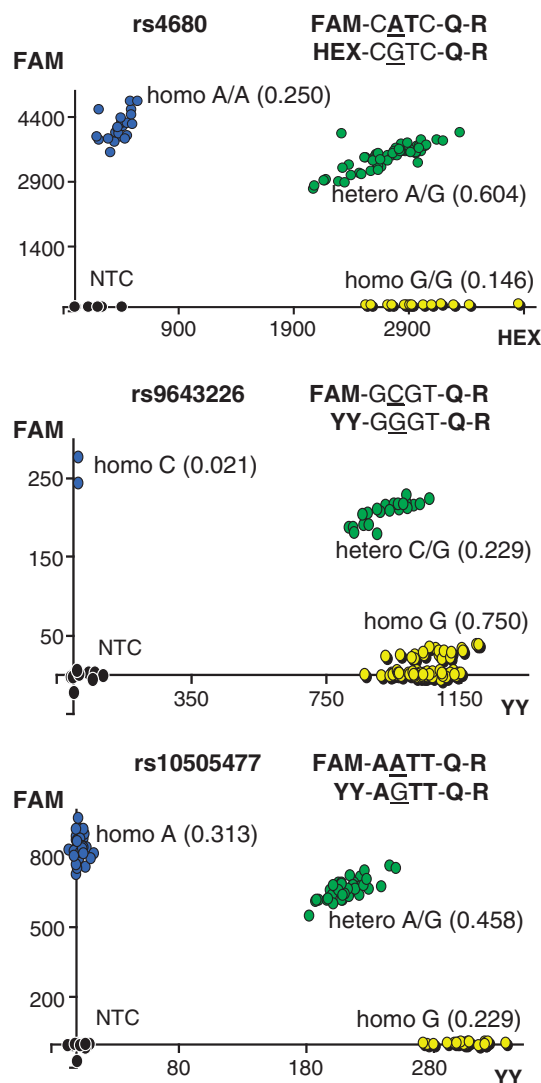 rs4680 FAM-CATC-Q-R
HEX-CGTC-Q-R
FAM
homo A/A (0.250)
4400
2900
hetero A/G (0.604)
1400
NTC
homo G/G (0.146)
900 1900 2900
HEX
rs9643226 FAM-GCGT-Q-R
YY-GGGT-Q-R
FAM
homo C (0.021)
250
150
hetero C/G (0.229)
homo G (0.750)
50
NTC
350 750 1150
YY
rs10505477 FAM-AATT-Q-R
YY-AGTT-Q-R
FAM
homo A (0.313)
800
hetero A/G (0.458)
500
200
NTC
homo G (0.229)
80 180 280
YY